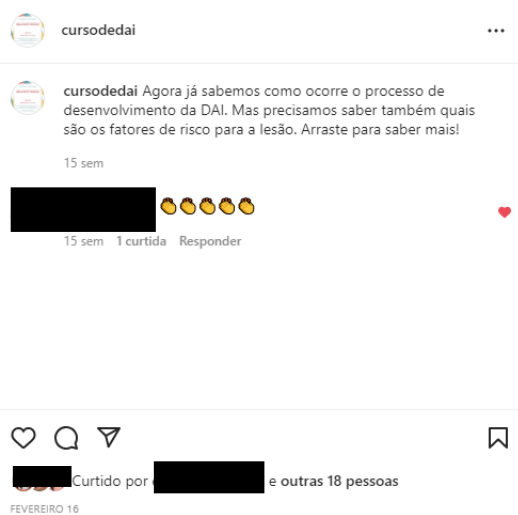 cursodedai
cursodedai Agora já sabemos como ocorre o processo de
desenvolvimento da DAI. Mas precisamos saber também quais
são os fatores de risco para a lesão. Arraste para saber mais!
15 sem
👏👏👏👏👏
15 sem 1 curtida Responder
Curtido por e outras 18 pessoas
FEVEREIRO 16